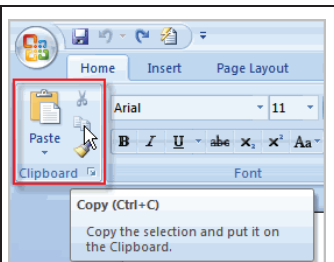 Home Insert Page Layout
Arial 11
Paste B I U abc X₂ X² Aa
Clipboard Font
Copy (Ctrl+C)
Copy the selection and put it on
the Clipboard.